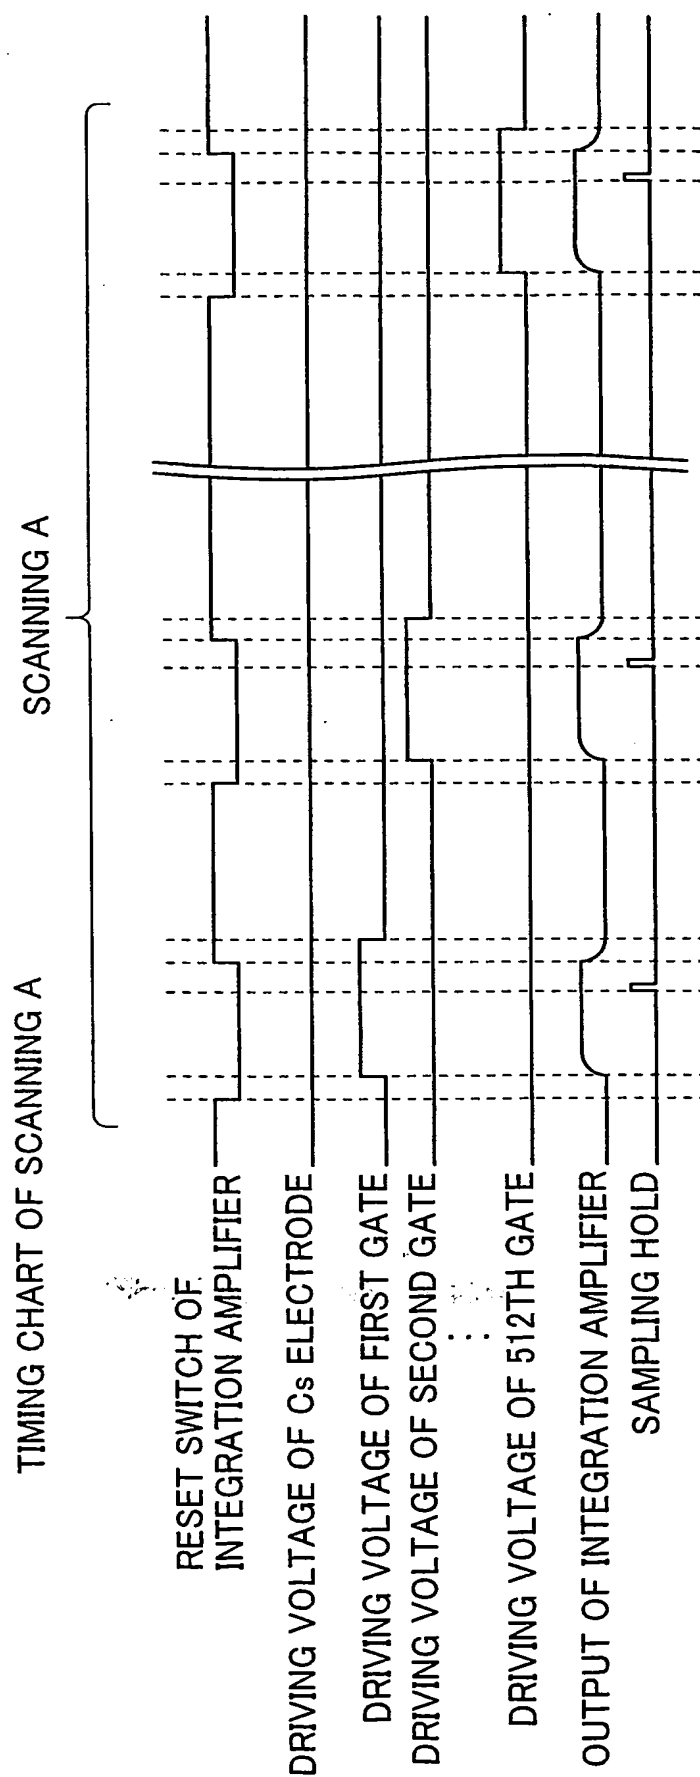 TIMING CHART OF SCANNING A
SCANNING A
RESET SWITCH OF
INTEGRATION AMPLIFIER
DRIVING VOLTAGE OF Cs ELECTRODE
DRIVING VOLTAGE OF FIRST GATE
DRIVING VOLTAGE OF SECOND GATE
DRIVING VOLTAGE OF 512TH GATE
OUTPUT OF INTEGRATION AMPLIFIER
SAMPLING HOLD